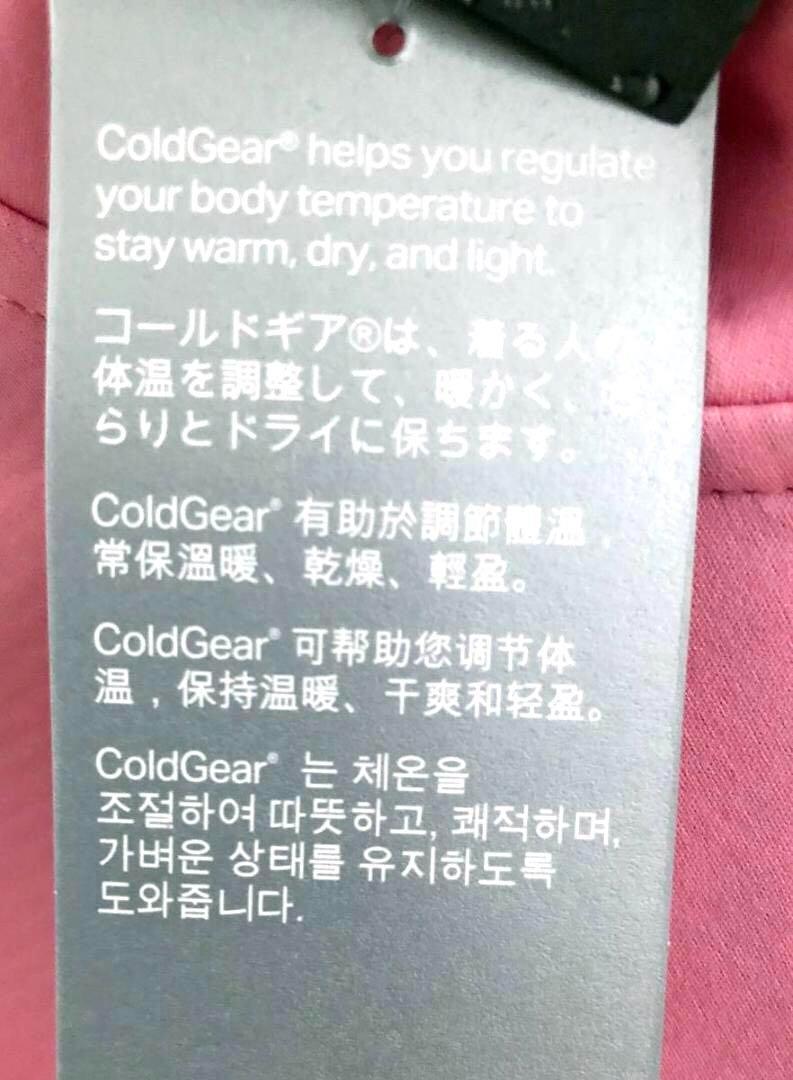 ColdGear® helps you regulate
your body temperature to
stay warm, dry, and light.
コールドギア®は、着る人の
体温を調整して、暖かく、さ
らりとドライに保ちます。
ColdGear® 有助於調節體溫，
常保溫暖、乾燥、輕盈。
ColdGear® 可帮助您调节体
温，保持温暖、干爽和轻盈。
ColdGear® 는 체온을
조절하여 따뜻하고, 쾌적하며,
가벼운 상태를 유지하도록
도와줍니다.